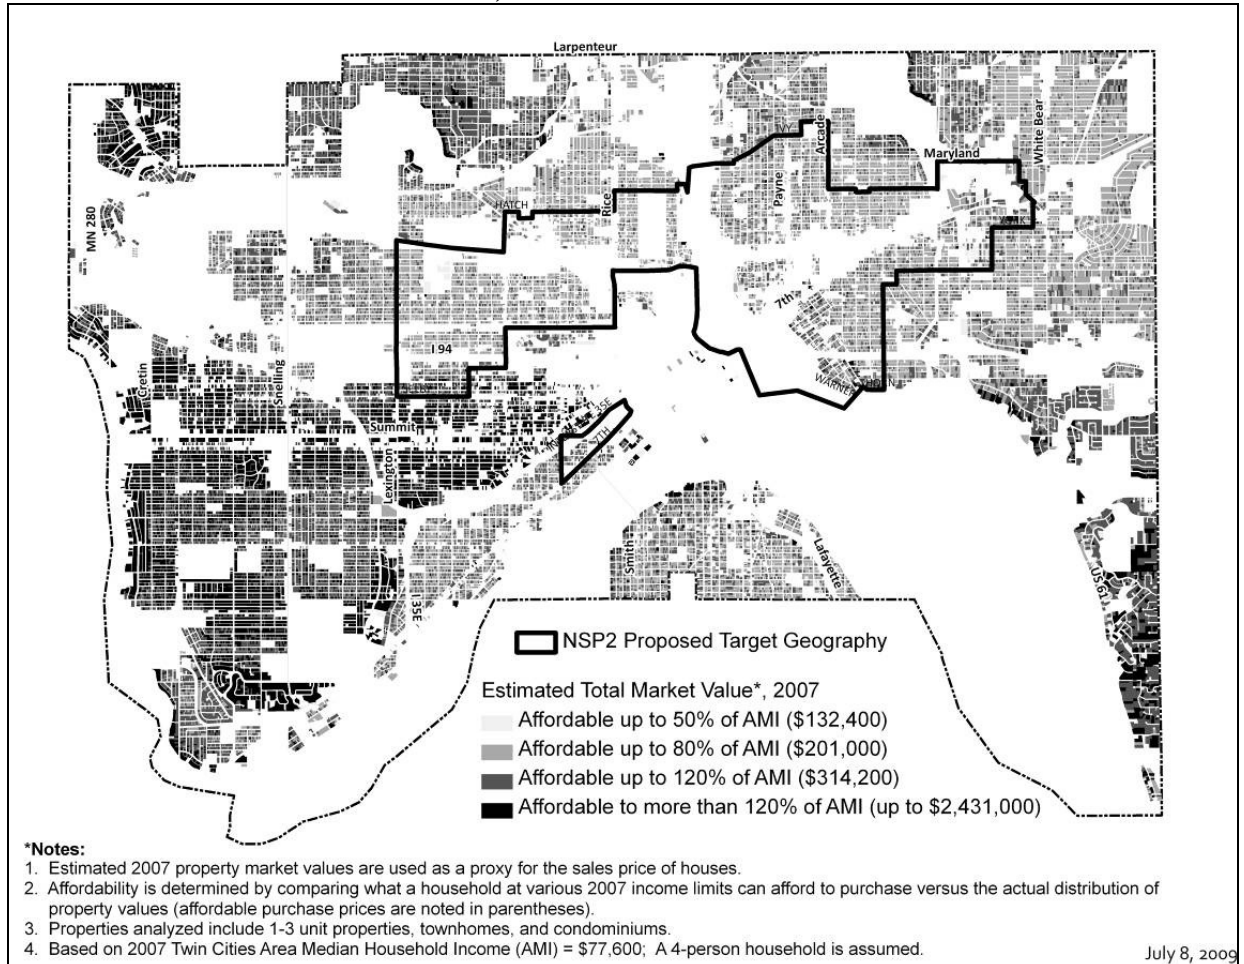 Larpenteur
White Bear
Arcade
IVY
Maryland
Payne
HATCH
Rice
MN 280
7th
I 94
Cretin
Snelling
WARNER
Summit
I 35E
7TH
Lexington
Smith
Lafayette
US 61
I 35E
NSP2 Proposed Target Geography
Estimated Total Market Value*, 2007
Affordable up to 50% of AMI ($132,400)
Affordable up to 80% of AMI ($201,000)
Affordable up to 120% of AMI ($314,200)
Affordable to more than 120% of AMI (up to $2,431,000)
*Notes:
1. Estimated 2007 property market values are used as a proxy for the sales price of houses.
2. Affordability is determined by comparing what a household at various 2007 income limits can afford to purchase versus the actual distribution of
property values (affordable purchase prices are noted in parentheses).
3. Properties analyzed include 1-3 unit properties, townhomes, and condominiums.
4. Based on 2007 Twin Cities Area Median Household Income (AMI) = $77,600; A 4-person household is assumed.
July 8, 2009